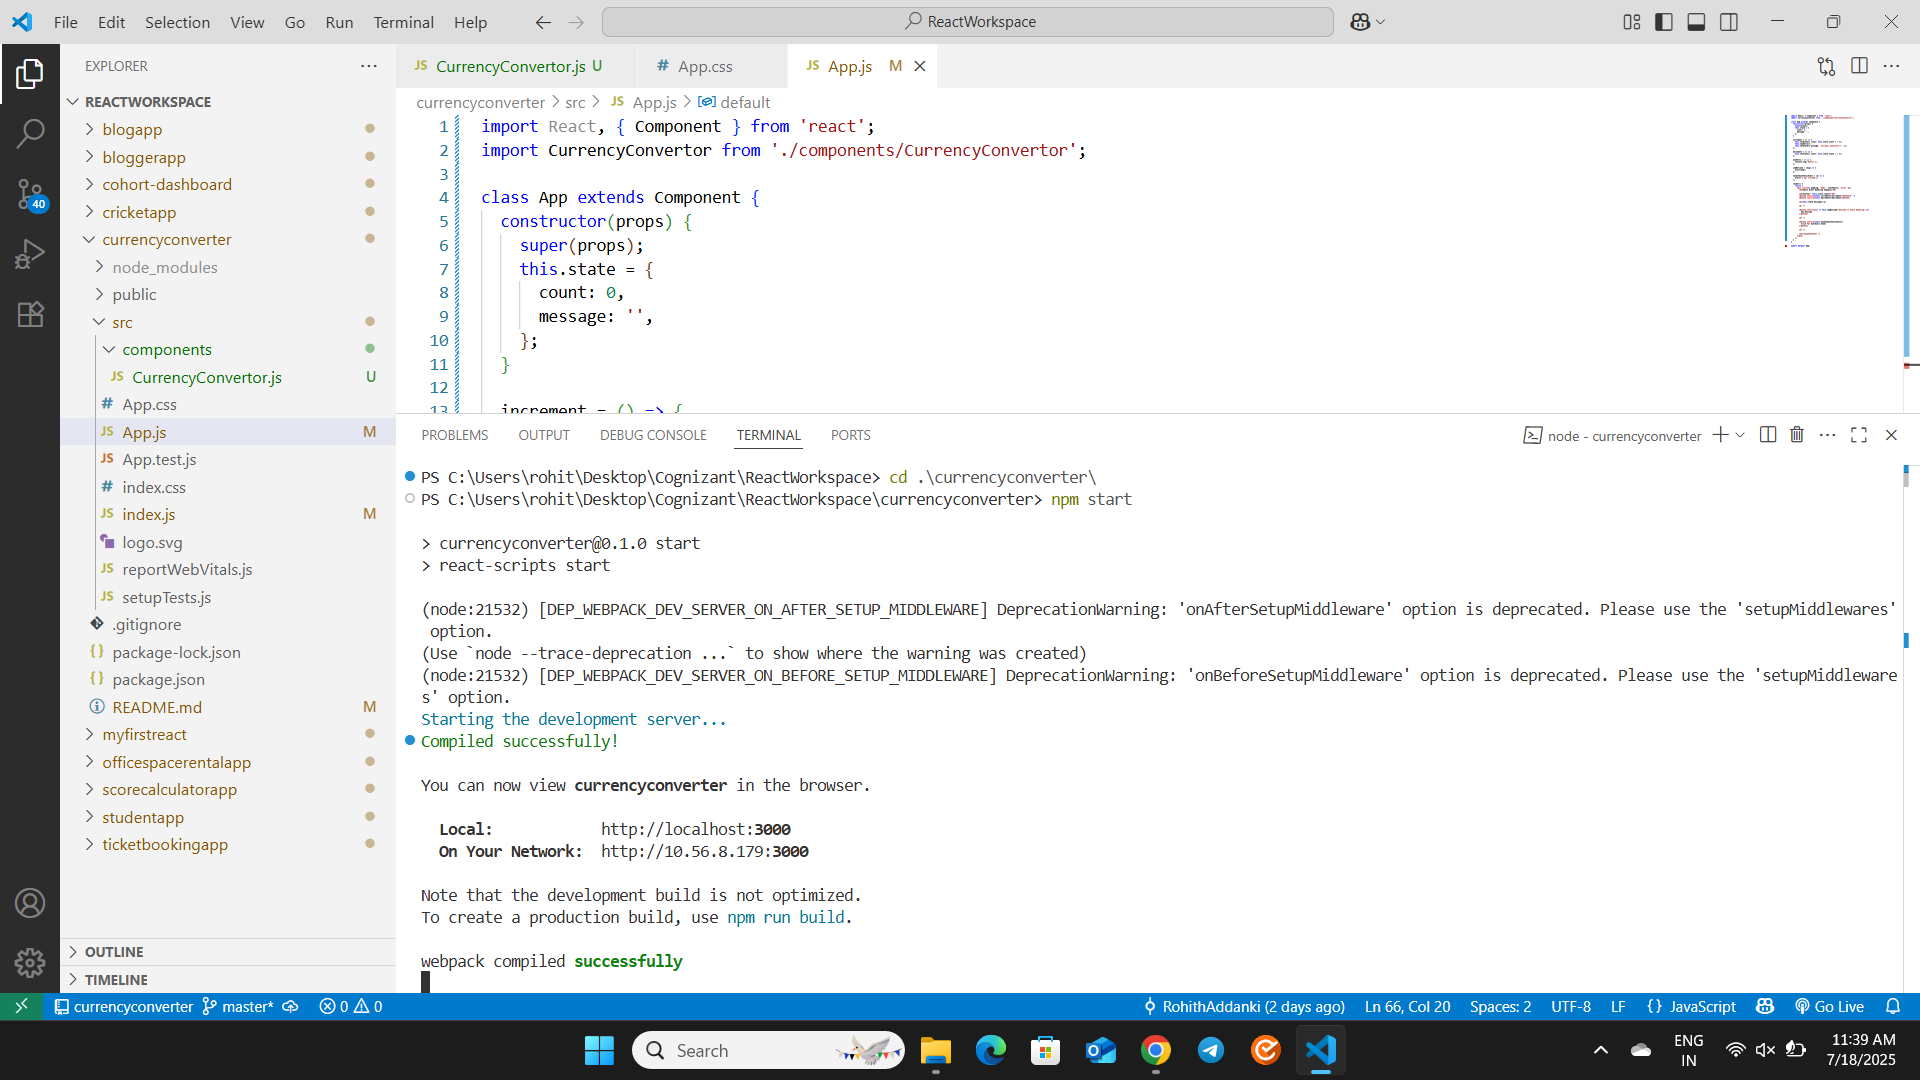 File Edit Selection View Go Run Terminal Help
ReactWorkspace
EXPLORER
REACTWORKSPACE
blogapp
bloggerapp
cohort-dashboard
cricketapp
currencyconverter
node_modules
public
src
components
JS CurrencyConvertor.js U
# App.css
JS App.js M
JS App.test.js
# index.css
JS index.js M
logo.svg
JS reportWebVitals.js
JS setupTests.js
.gitignore
{} package-lock.json
{} package.json
README.md M
myfirstreact
officespacerentalapp
scorecalculatorapp
studentapp
ticketbookingapp
OUTLINE
TIMELINE
40
JS CurrencyConvertor.js U
# App.css
JS App.js M
currencyconverter > src > JS App.js > default
1 import React, { Component } from 'react';
2 import CurrencyConvertor from './components/CurrencyConvertor';
3
4 class App extends Component {
5 constructor(props) {
6 super(props);
7 this.state = {
8 count: 0,
9 message: '',
10 };
11 }
12
13 increment = () => {
PROBLEMS OUTPUT DEBUG CONSOLE TERMINAL PORTS
node - currencyconverter
PS C:\Users\rohit\Desktop\Cognizant\ReactWorkspace> cd .\currencyconverter\
PS C:\Users\rohit\Desktop\Cognizant\ReactWorkspace\currencyconverter> npm start
> currencyconverter@0.1.0 start
> react-scripts start
(node:21532) [DEP_WEBPACK_DEV_SERVER_ON_AFTER_SETUP_MIDDLEWARE] DeprecationWarning: 'onAfterSetupMiddleware' option is deprecated. Please use the 'setupMiddlewares'
option.
(Use `node --trace-deprecation ...` to show where the warning was created)
(node:21532) [DEP_WEBPACK_DEV_SERVER_ON_BEFORE_SETUP_MIDDLEWARE] DeprecationWarning: 'onBeforeSetupMiddleware' option is deprecated. Please use the 'setupMiddleware
s' option.
Starting the development server...
Compiled successfully!
You can now view currencyconverter in the browser.
Local: http://localhost:3000
On Your Network: http://10.56.8.179:3000
Note that the development build is not optimized.
To create a production build, use npm run build.
webpack compiled successfully
currencyconverter master* 0 0
RohithAddanki (2 days ago) Ln 66, Col 20 Spaces: 2 UTF-8 LF {} JavaScript Go Live
Search
ENG
IN
11:39 AM
7/18/2025